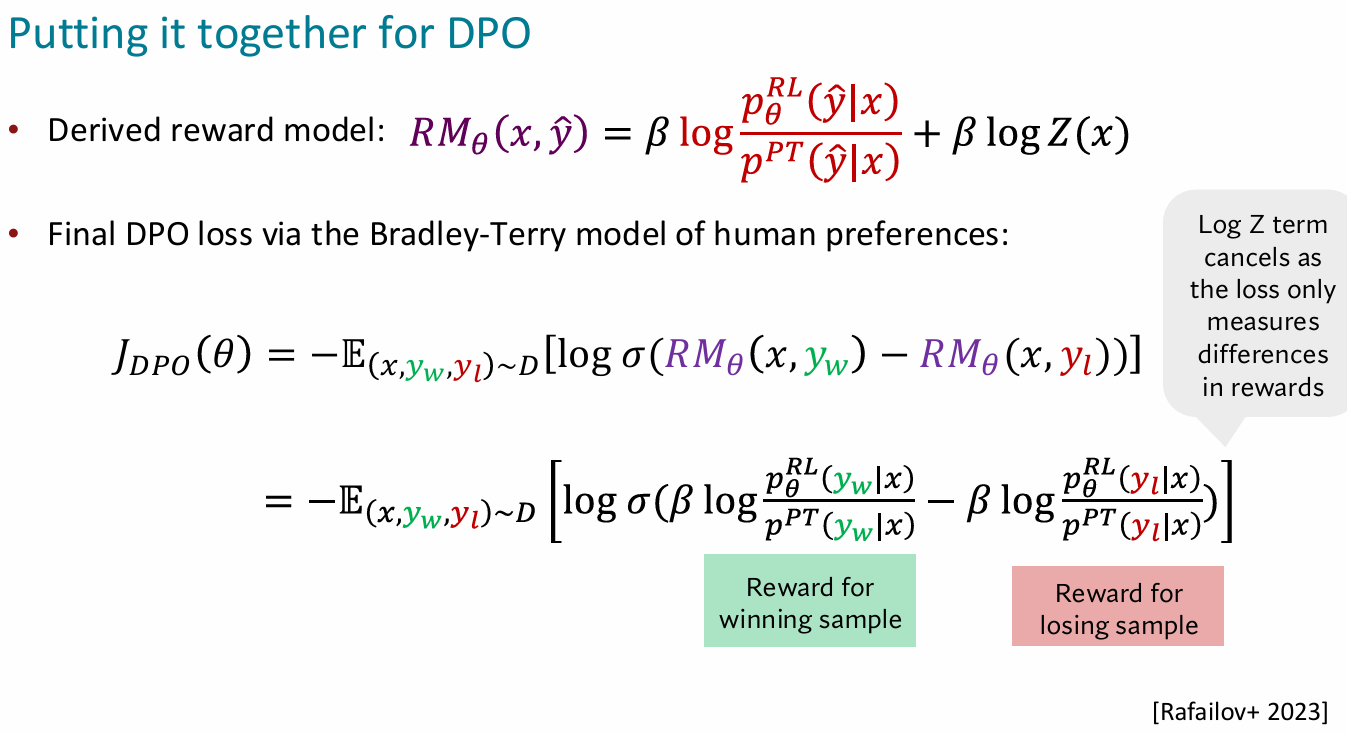 Putting it together for DPO
• Derived reward model: $RM_\theta(x, \hat{y}) = \beta \log \frac{p_\theta^{RL}(\hat{y}|x)}{p^{PT}(\hat{y}|x)} + \beta \log Z(x)$
• Final DPO loss via the Bradley-Terry model of human preferences:
Log Z term
cancels as
the loss only
measures
differences
in rewards
$J_{DPO}(\theta) = -\mathbb{E}_{(x,y_w,y_l)\sim D}[\log \sigma(RM_\theta(x, y_w) - RM_\theta(x, y_l))]$
$= -\mathbb{E}_{(x,y_w,y_l)\sim D}\left[\log \sigma(\beta \log \frac{p_\theta^{RL}(y_w|x)}{p^{PT}(y_w|x)} - \beta \log \frac{p_\theta^{RL}(y_l|x)}{p^{PT}(y_l|x)})\right]$
Reward for
winning sample
Reward for
losing sample
[Rafailov+ 2023]